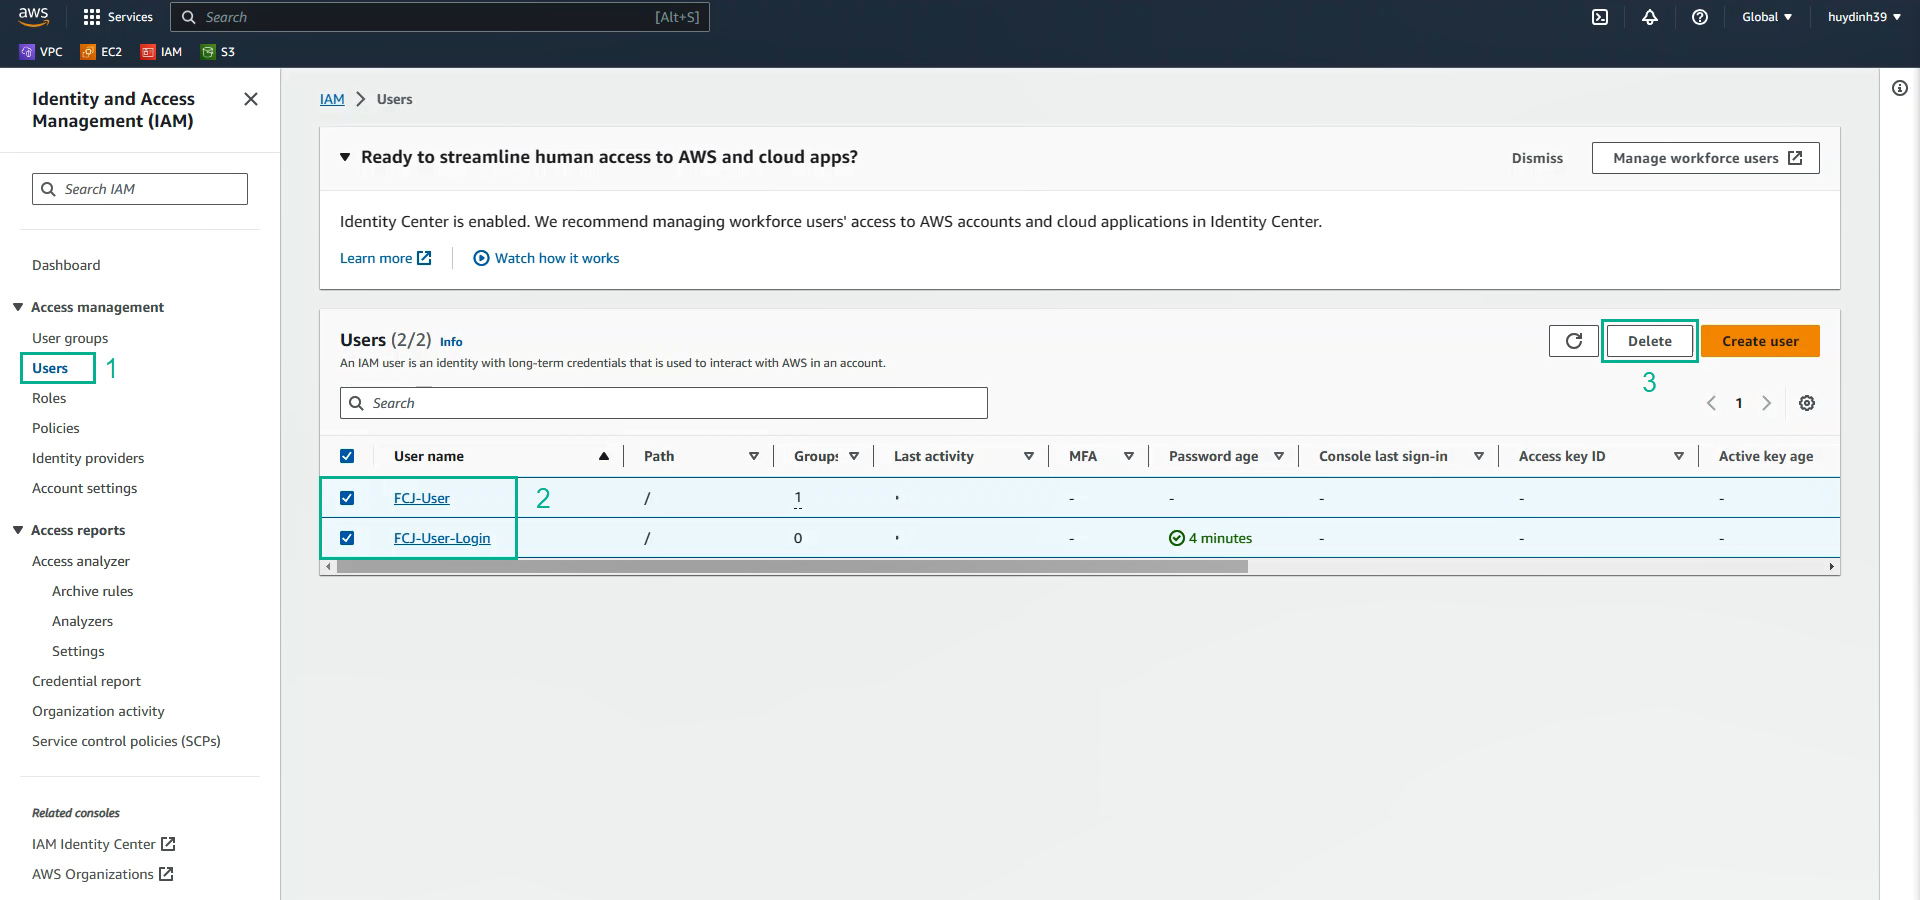 aws
Services
Search
[Alt+S]
Global
huydinh39
VPC
EC2
IAM
S3
Identity and Access
Management (IAM)
Search IAM
Dashboard
Access management
User groups
Users
1
Roles
Policies
Identity providers
Account settings
Access reports
Access analyzer
Archive rules
Analyzers
Settings
Credential report
Organization activity
Service control policies (SCPs)
Related consoles
IAM Identity Center
AWS Organizations
IAM > Users
Ready to streamline human access to AWS and cloud apps?
Dismiss
Manage workforce users
Identity Center is enabled. We recommend managing workforce users' access to AWS accounts and cloud applications in Identity Center.
Learn more
Watch how it works
Users (2/2) Info
An IAM user is an identity with long-term credentials that is used to interact with AWS in an account.
Delete
Create user
3
Search
1
User name Path Groups Last activity MFA Password age Console last sign-in Access key ID Active key age
FCJ-User / 1 - - - - - -
2
FCJ-User-Login / 0 - - 4 minutes - - -